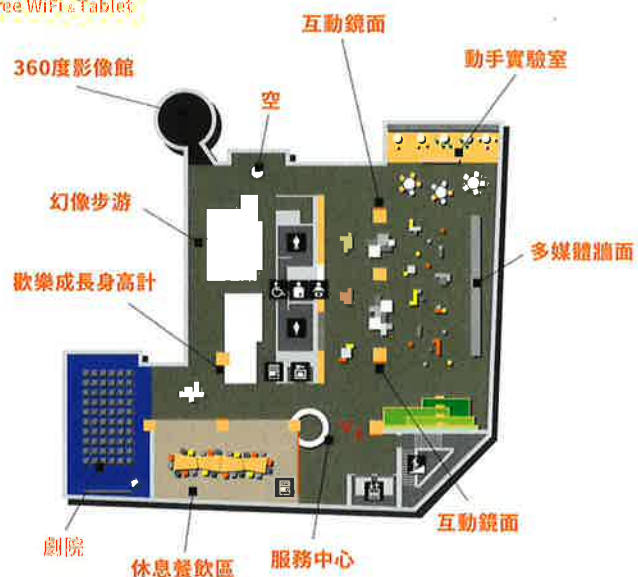 ree WiFi & Tablet
互動鏡面
動手實驗室
360度影像館
空
幻像步游
多媒體牆面
歡樂成長身高計
互動鏡面
劇院
休息餐飲區
服務中心